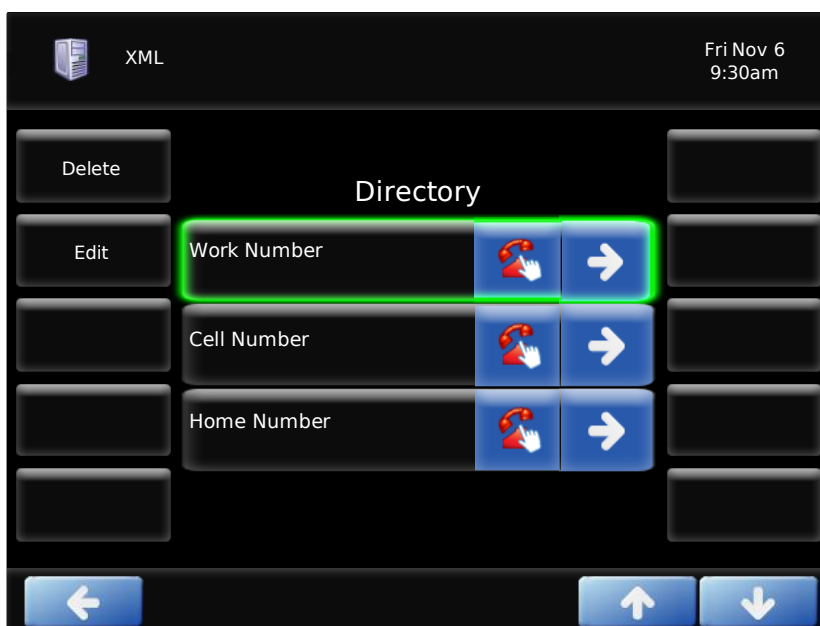 XML
Fri Nov 6
9:30am
Delete
Directory
Edit
Work Number
Cell Number
Home Number